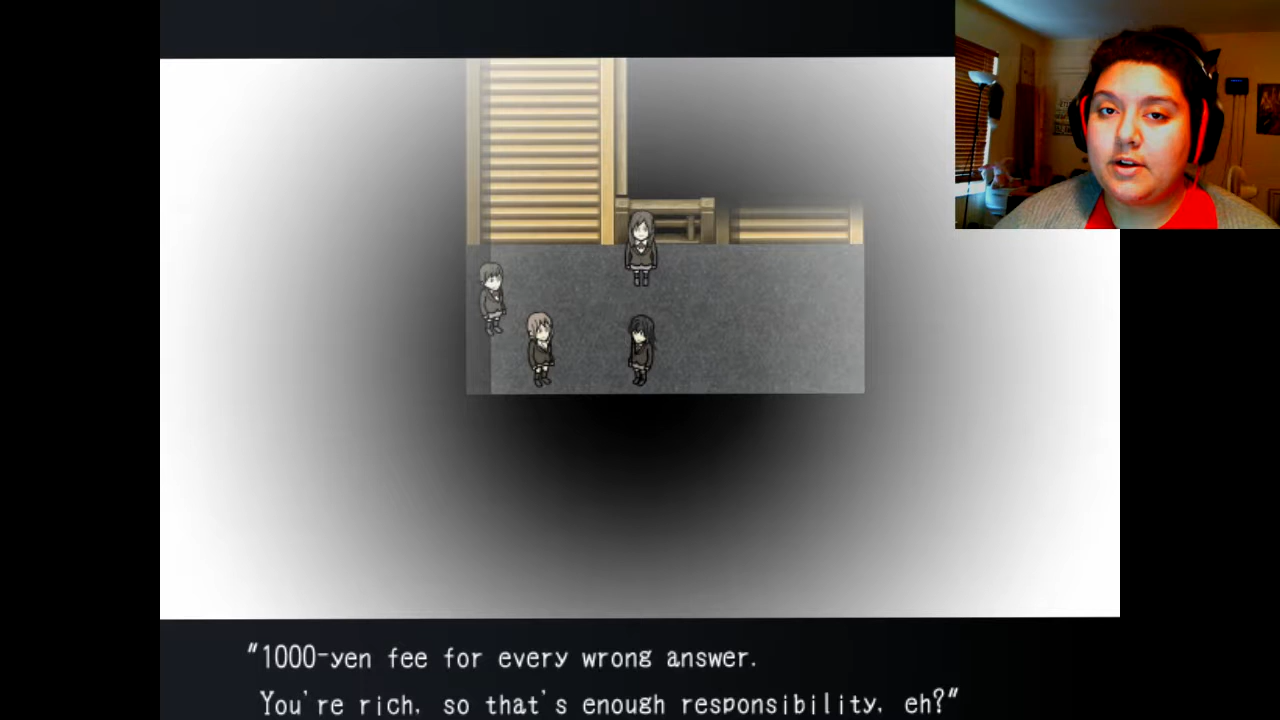 "1000-yen fee for every wrong answer.
You're rich, so that's enough responsibility, eh?"